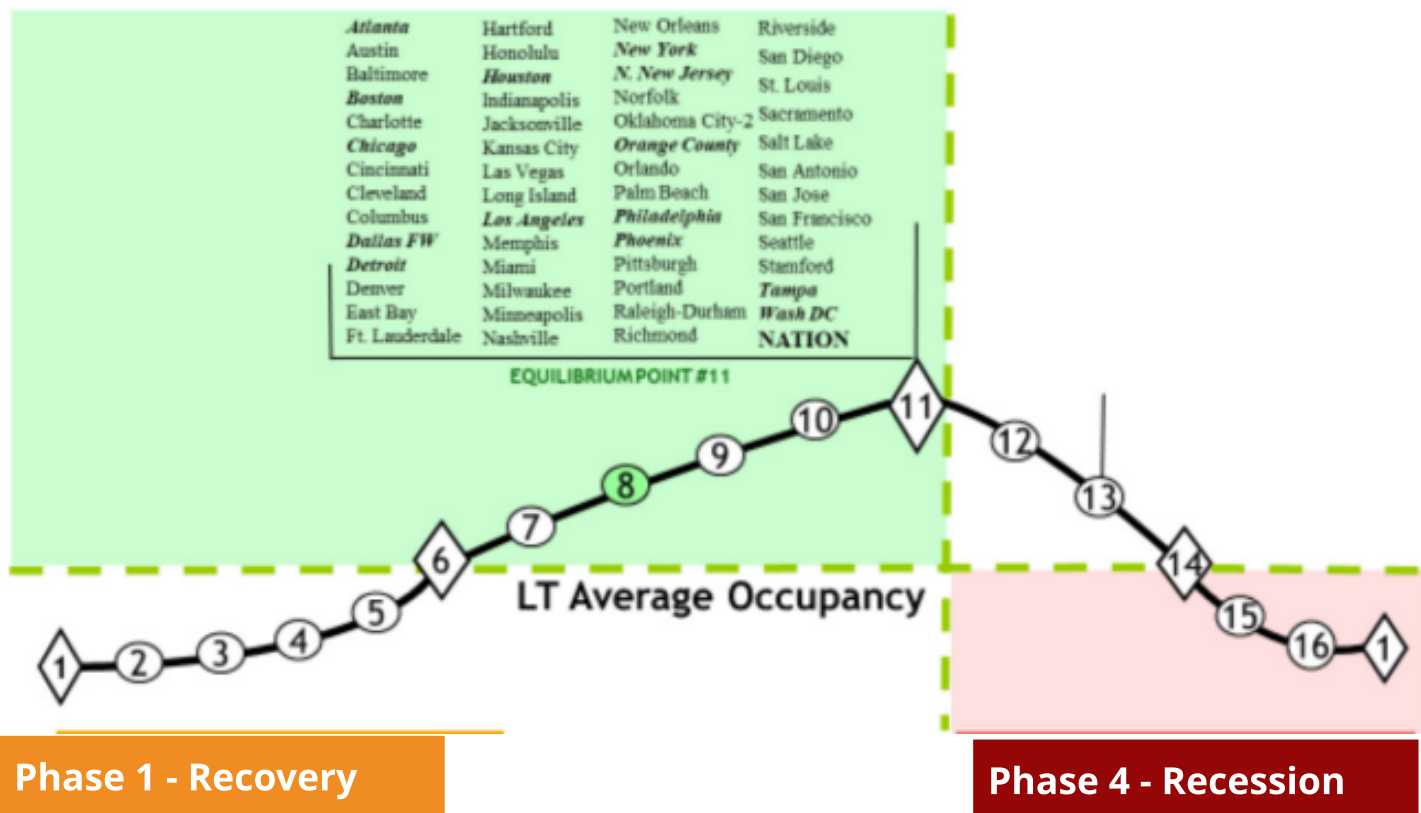 Atlanta
Austin
Baltimore
Boston
Charlotte
Chicago
Cincinnati
Cleveland
Columbus
Dallas FW
Detroit
Denver
East Bay
Ft. Lauderdale
Hartford
Honolulu
Houston
Indianapolis
Jacksonville
Kansas City
Las Vegas
Long Island
Los Angeles
Memphis
Miami
Milwaukee
Minneapolis
Nashville
New Orleans
New York
N. New Jersey
Norfolk
Oklahoma City-2
Orange County
Orlando
Palm Beach
Philadelphia
Phoenix
Pittsburgh
Portland
Raleigh-Durham
Richmond
Riverside
San Diego
St. Louis
Sacramento
Salt Lake
San Antonio
San Jose
San Francisco
Seattle
Stamford
Tampa
Wash DC
NATION
EQUILIBRIUM POINT #11
1
2
3
4
5
6
7
8
9
10
11
12
13
14
15
16
1
LT Average Occupancy
Phase 1 - Recovery
Phase 4 - Recession